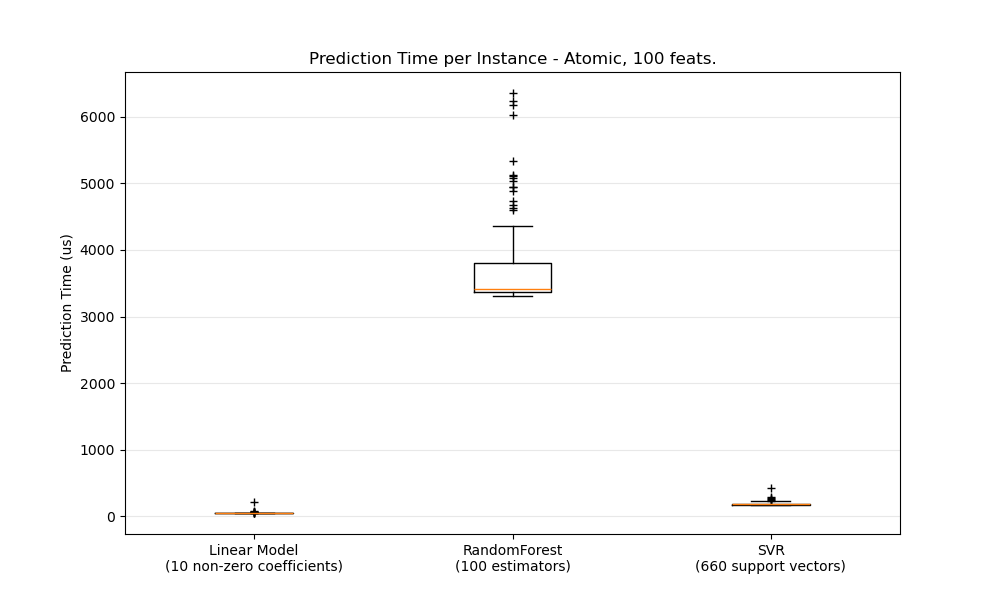 Prediction Time per Instance - Atomic, 100 feats.
Prediction Time (us)
6000
5000
4000
3000
2000
1000
0
Linear Model
(10 non-zero coefficients)
RandomForest
(100 estimators)
SVR
(660 support vectors)